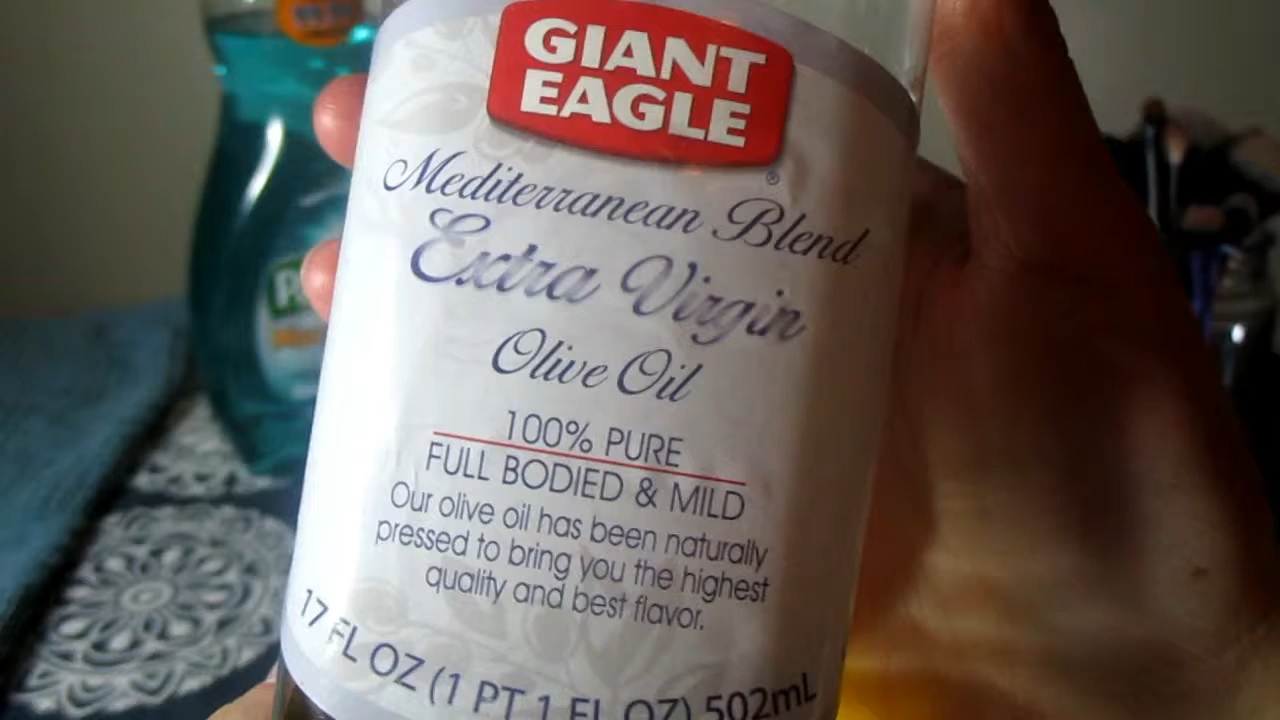 GIANT
EAGLE
®
Mediterranean Blend
Extra Virgin
Olive Oil
100% PURE
FULL BODIED & MILD
Our olive oil has been naturally
pressed to bring you the highest
quality and best flavor.
17 FL OZ (1 PT 1 FL OZ) 502mL